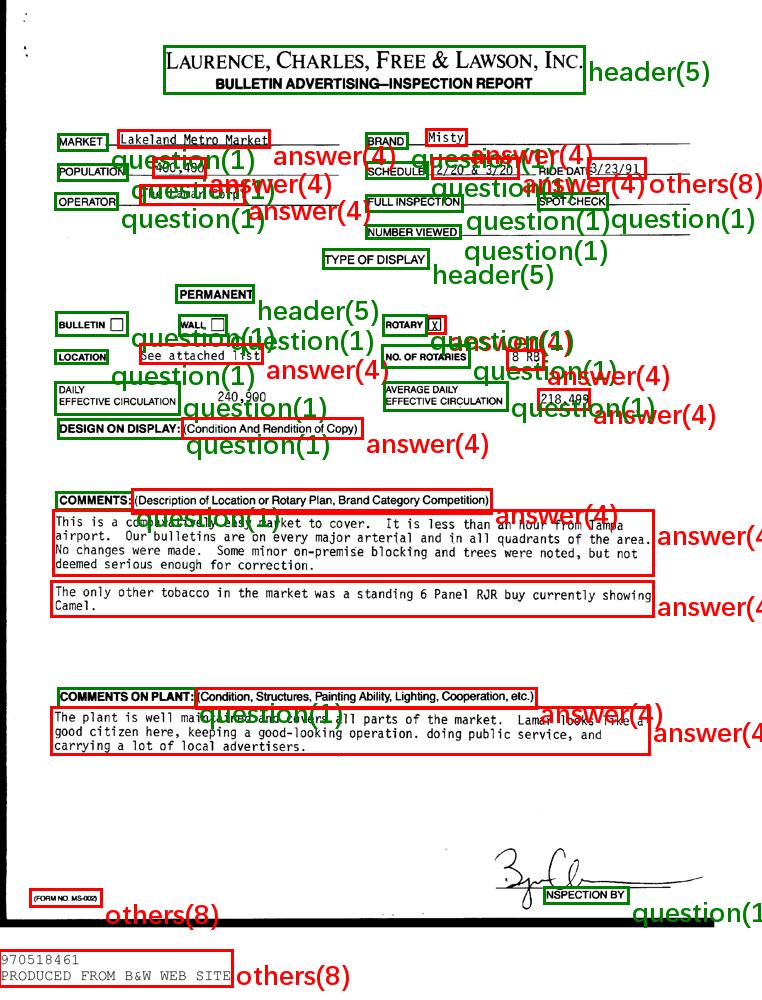 LAURENCE, CHARLES, FREE & LAWSON, INC.
BULLETIN ADVERTISING—INSPECTION REPORT
header(5)
MARKET Lakeland Metro Market BRAND Misty
question(1) answer(4) question(1) answer(4)
POPULATION 400,400 SCHEDULE 2/20 & 3/20 RIDE DATE 3/23/91
question(1) answer(4) question(1) answer(4) others(8)
OPERATOR The Lamar Corp. FULL INSPECTION SPOT CHECK
question(1) answer(4) question(1) question(1)
NUMBER VIEWED
question(1)
TYPE OF DISPLAY
header(5)
PERMANENT
header(5)
BULLETIN WALL ROTARY X
question(1) question(1) question(1) answer(4)
LOCATION See attached list NO. OF ROTARIES 8 RB
question(1) answer(4) question(1) answer(4)
DAILY AVERAGE DAILY
EFFECTIVE CIRCULATION 240,900 EFFECTIVE CIRCULATION 218,499
question(1) question(1) answer(4)
DESIGN ON DISPLAY: (Condition And Rendition of Copy)
question(1) answer(4)
COMMENTS: (Description of Location or Rotary Plan, Brand Category Competition)
question(1) answer(4)
This is a comparatively easy market to cover. It is less than an hour from Tampa
airport. Our bulletins are on every major arterial and in all quadrants of the area.
No changes were made. Some minor on-premise blocking and trees were noted, but not
deemed serious enough for correction.
answer(4
The only other tobacco in the market was a standing 6 Panel RJR buy currently showing
Camel.
answer(4
COMMENTS ON PLANT: (Condition, Structures, Painting Ability, Lighting, Cooperation, etc.)
question(1) answer(4)
The plant is well maintained and covers all parts of the market. Lamar looks like a
good citizen here, keeping a good-looking operation. doing public service, and
carrying a lot of local advertisers.
answer(4
(FORM NO. MS-002) NSPECTION BY
others(8) question(1
970518461
PRODUCED FROM B&W WEB SITE
others(8)